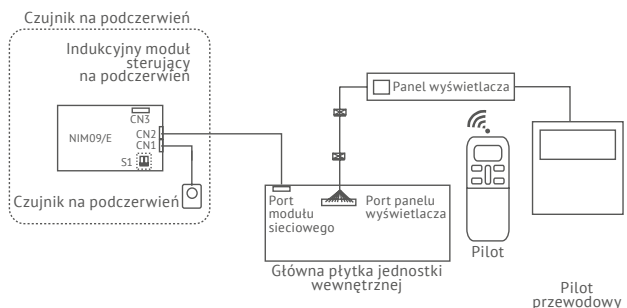 Czujnik na podczerwień
Indukcyjny moduł
sterujący
na podczerwień
CN3
NIM09/E
CN2
CN1
S1
Czujnik na podczerwień
Panel wyświetlacza
Port
modułu
sieciowego
Port panelu
wyświetlacza
Główna płytka jednostki
wewnętrznej
Pilot
Pilot
przewodowy